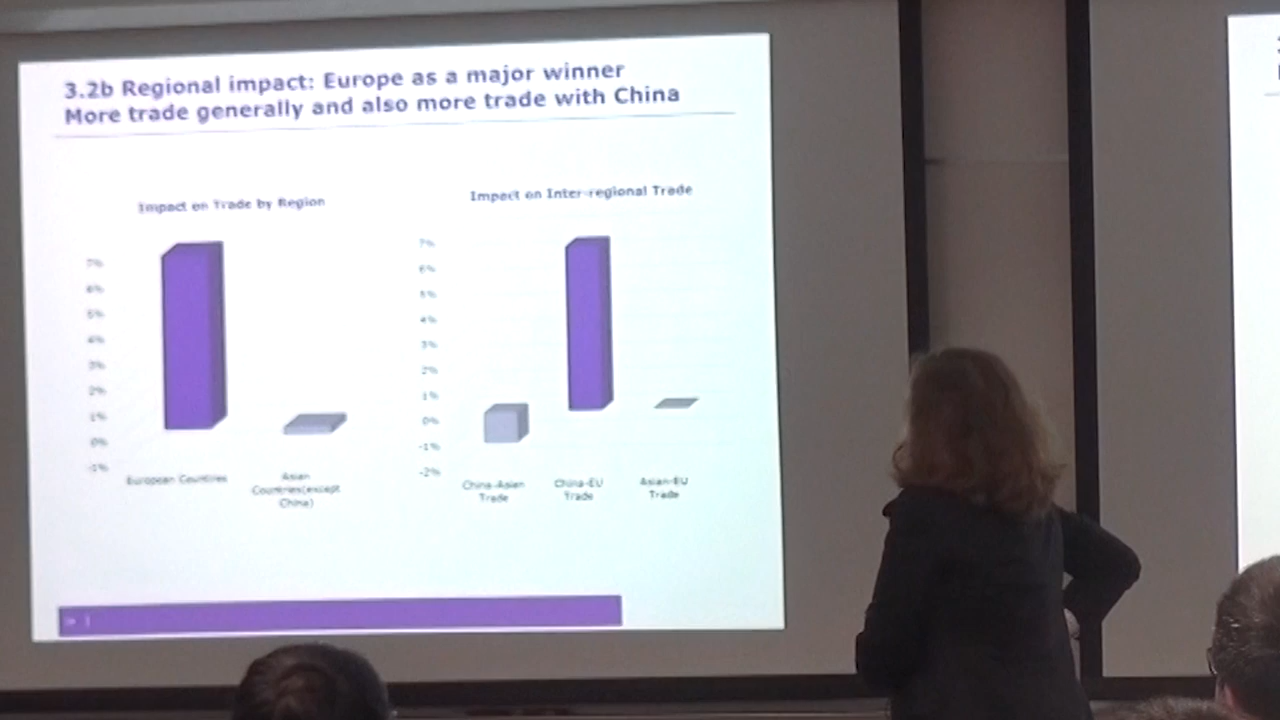 3.2b Regional impact: Europe as a major winner
More trade generally and also more trade with China
Impact on Trade by Region
7%
6%
5%
4%
3%
2%
1%
0%
-1%
European Countries
Asian
Countries(except
China)
Impact on Inter-regional Trade
7%
6%
5%
4%
3%
2%
1%
0%
-1%
-2%
China-Asian
Trade
China-EU
Trade
Asian-EU
Trade